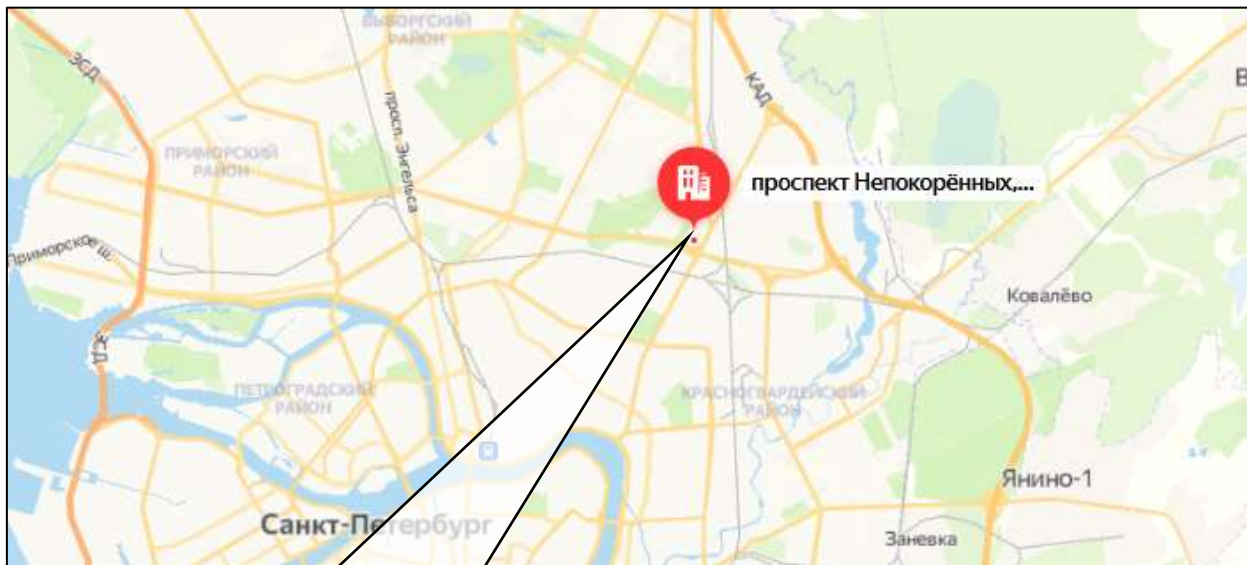 ВЫБОРГСКИЙ
РАЙОН
ЗСД
КАД
В
просп. Энгельса
ПРИМОРСКИЙ
РАЙОН
проспект Непокорённых,...
Приморское ш.
Ковалёво
ЗСД
ПЕТРОГРАДСКИЙ
РАЙОН
КРАСНОГВАРДЕЙСКИЙ
РАЙОН
Янино-1
Санкт-Петербург
Заневка